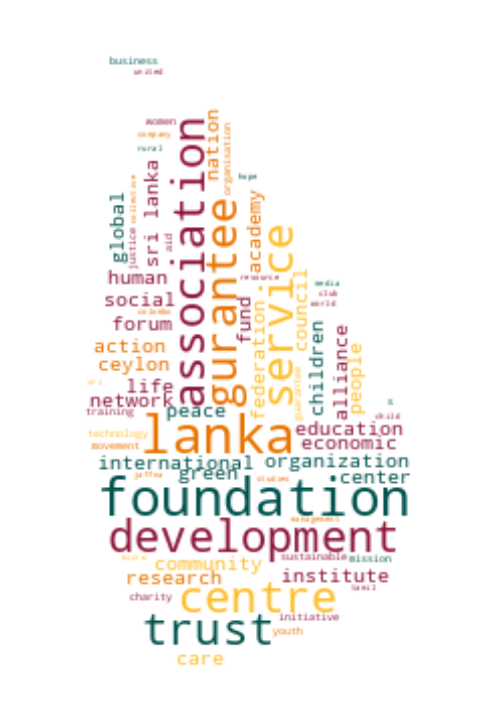 business
united
women
company
rural
association
nation
organisation
hope
sri lanka
collective
justice
global
aid
academy
gurantee
service
human
resource
media
social
club
world
colombo
fund
federation
council
forum
children
alliance
action
people
ceylon
life
network
guarantee
training
peace
s
child
lanka
education
technology
economic
movement
international
organization
jaffna
green
studies
center
foundation
management
development
sustainable
mission
community
research
institute
tamil
charity
centre
initiative
trust
youth
care